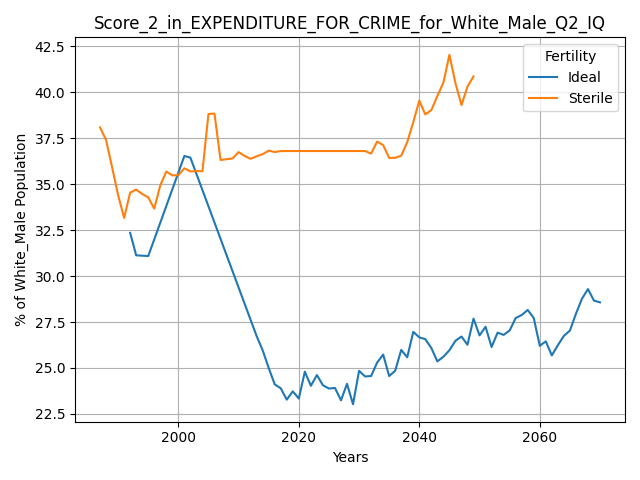 Score_2_in_EXPENDITURE_FOR_CRIME_for_White_Male_Q2_IQ
% of White_Male Population
42.5
40.0
37.5
35.0
32.5
30.0
27.5
25.0
22.5
Fertility
Ideal
Sterile
2000
2020
2040
2060
Years